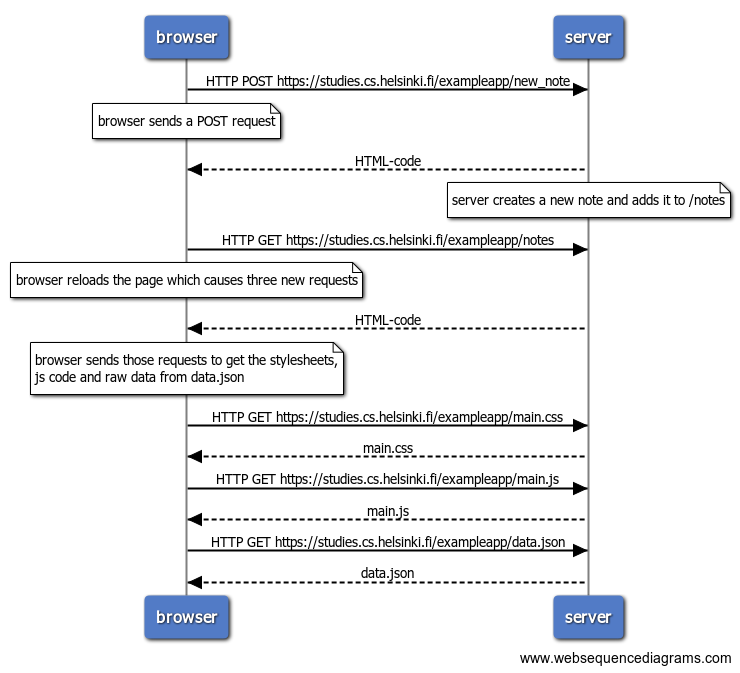 browser
server
HTTP POST https://studies.cs.helsinki.fi/exampleapp/new_note
browser sends a POST request
HTML-code
server creates a new note and adds it to /notes
HTTP GET https://studies.cs.helsinki.fi/exampleapp/notes
browser reloads the page which causes three new requests
HTML-code
browser sends those requests to get the stylesheets,
js code and raw data from data.json
HTTP GET https://studies.cs.helsinki.fi/exampleapp/main.css
main.css
HTTP GET https://studies.cs.helsinki.fi/exampleapp/main.js
main.js
HTTP GET https://studies.cs.helsinki.fi/exampleapp/data.json
data.json
browser
server
www.websequencediagrams.com